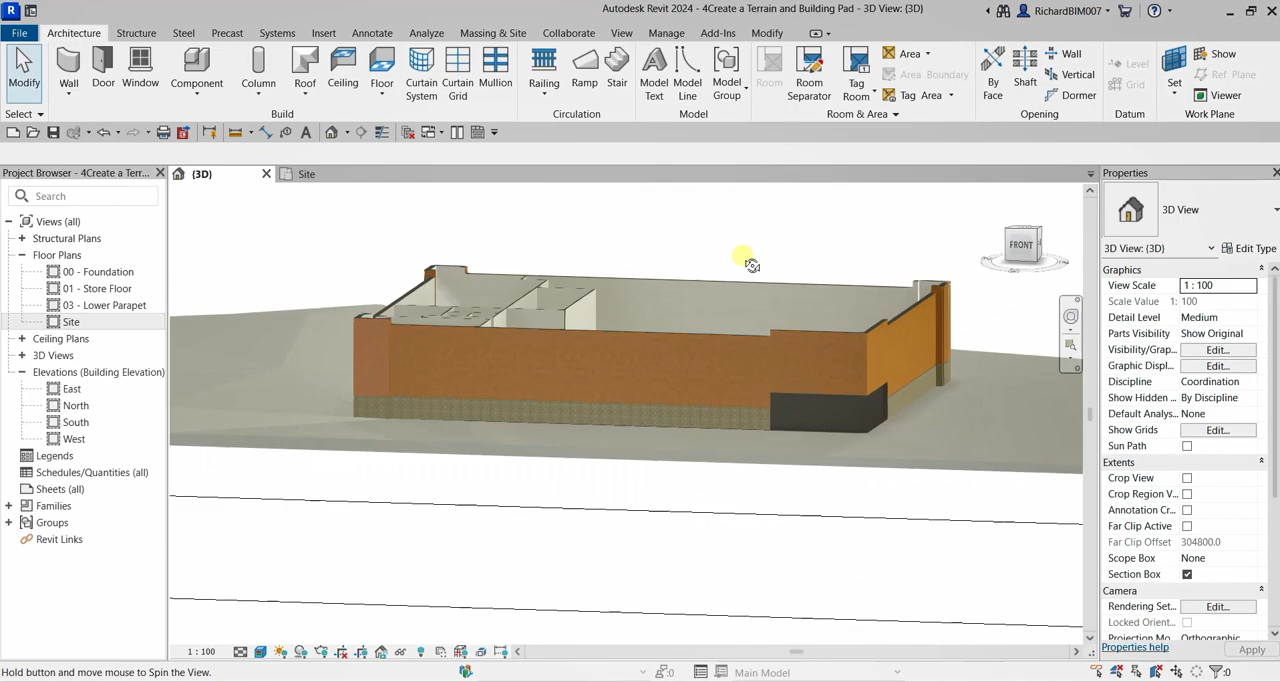 R
Autodesk Revit 2024 - 4Create a Terrain and Building Pad - 3D View: {3D}
RichardBIM007
File
Architecture
Structure
Steel
Precast
Systems
Insert
Annotate
Analyze
Massing & Site
Collaborate
View
Manage
Add-Ins
Modify
Modify
Wall
Door
Window
Component
Column
Roof
Ceiling
Floor
Curtain System
Curtain Grid
Mullion
Railing
Ramp
Stair
Model Text
Model Line
Model Group
Room
Room Separator
Tag Room
Area
Area Boundary
Tag Area
By Face
Shaft
Wall
Vertical
Dormer
Level
Grid
Set
Show
Ref Plane
Viewer
Select
Build
Circulation
Model
Room & Area
Opening
Datum
Work Plane
Project Browser - 4Create a Terr...
Search
Views (all)
Structural Plans
Floor Plans
00 - Foundation
01 - Store Floor
03 - Lower Parapet
Site
Ceiling Plans
3D Views
Elevations (Building Elevation)
East
North
South
West
Legends
Schedules/Quantities (all)
Sheets (all)
Families
Groups
Revit Links
{3D}
Site
FRONT
Properties
3D View
3D View: {3D}
Edit Type
Graphics
View Scale
1 : 100
Scale Value 1:
100
Detail Level
Medium
Parts Visibility
Show Original
Visibility/Grap...
Edit...
Graphic Displ...
Edit...
Discipline
Coordination
Show Hidden ...
By Discipline
Default Analys...
None
Show Grids
Edit...
Sun Path
Extents
Crop View
Crop Region V...
Annotation Cr...
Far Clip Active
Far Clip Offset
304800.0
Scope Box
None
Section Box
Camera
Rendering Set...
Edit...
Locked Orient...
Projection Mo...
Orthographic
Properties help
Apply
1 : 100
Hold button and move mouse to Spin the View.
:0
Main Model
:0